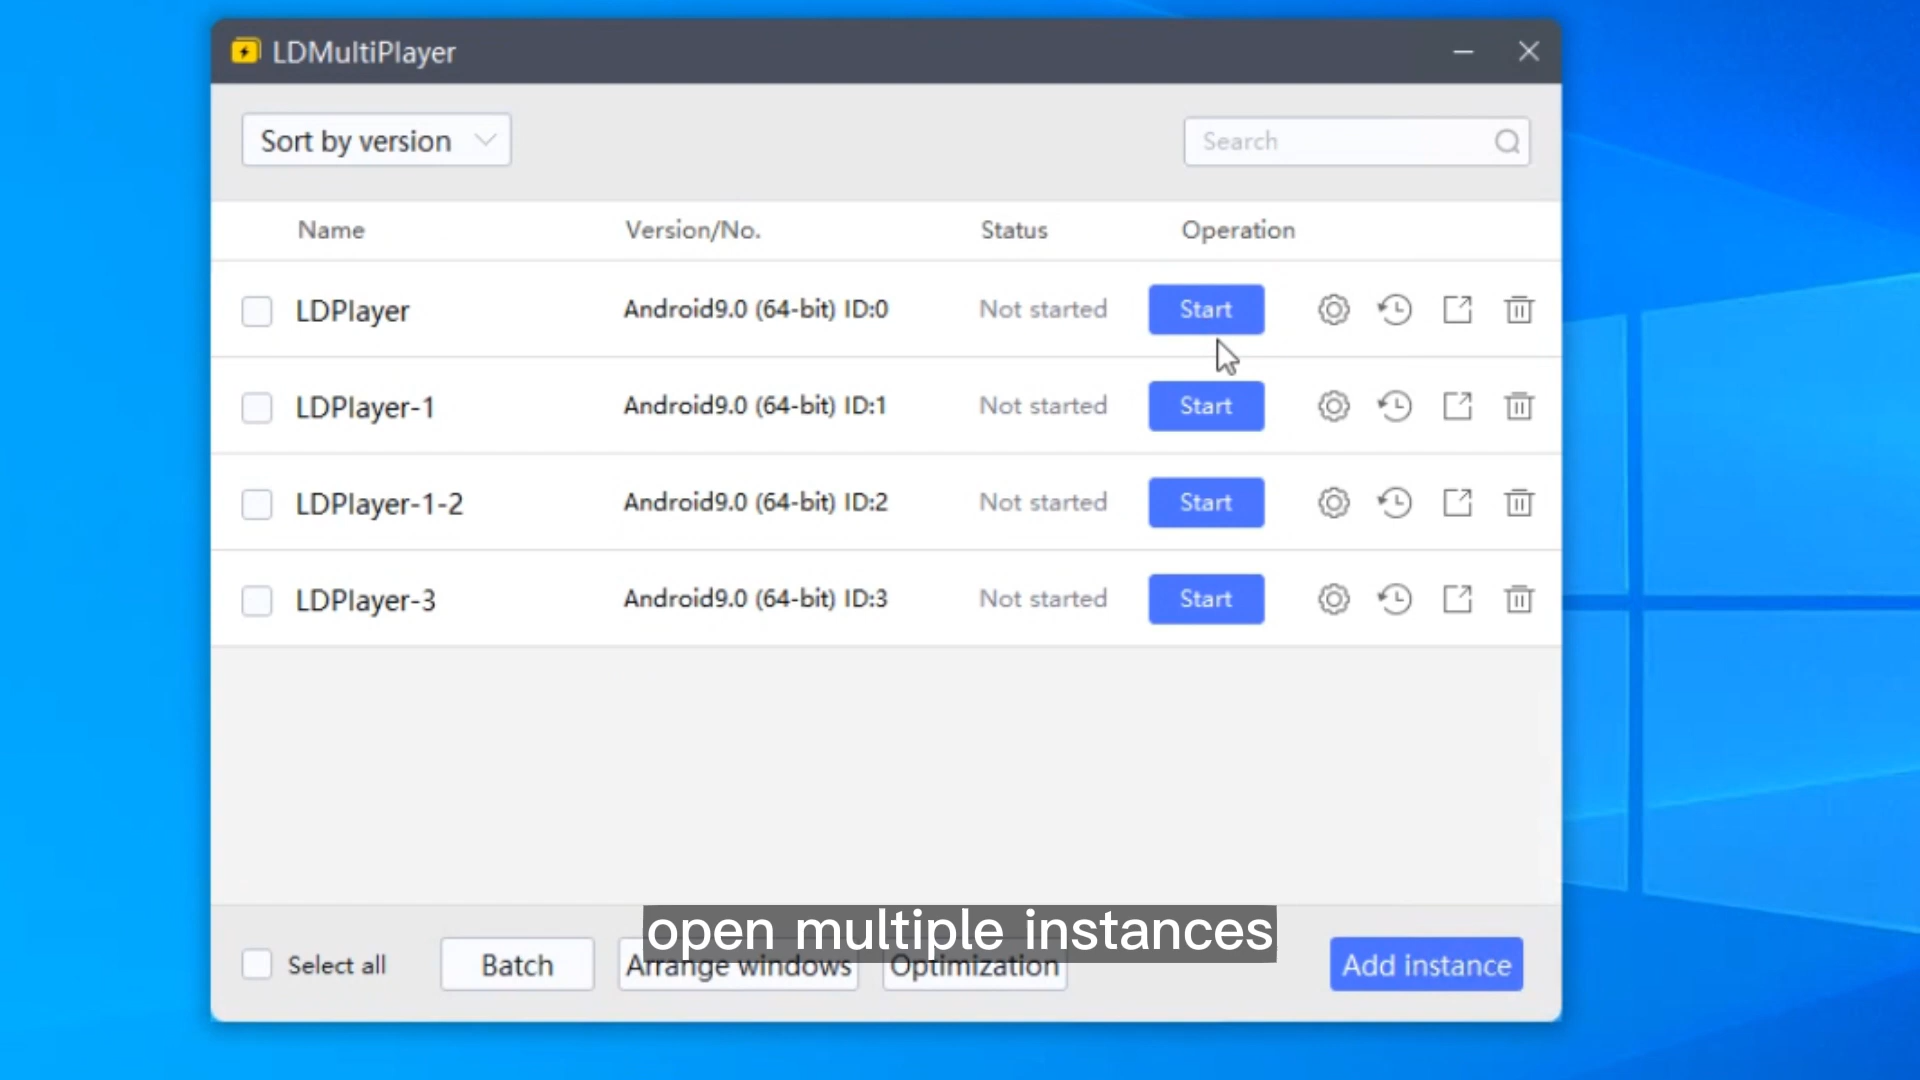 LDMultiPlayer
Sort by version
Search
Name Version/No. Status Operation
LDPlayer Android9.0 (64-bit) ID:0 Not started Start
LDPlayer-1 Android9.0 (64-bit) ID:1 Not started Start
LDPlayer-1-2 Android9.0 (64-bit) ID:2 Not started Start
LDPlayer-3 Android9.0 (64-bit) ID:3 Not started Start
open multiple instances
Select all Batch Arrange windows Optimization Add instance